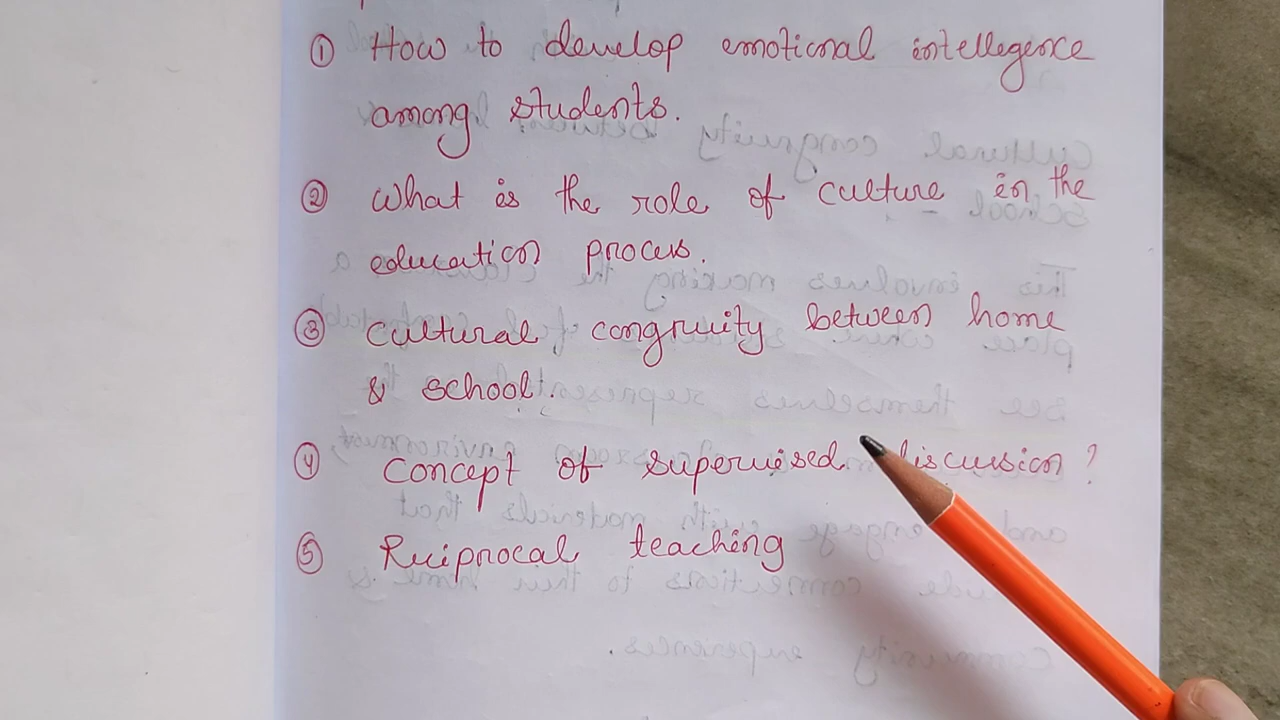 ① How to develop emotional intellegence
among students.
② What is the role of culture in the
education process.
③ Cultural congruity between home
& school.
④ Concept of supervised discussion ?
⑤ Reciprocal teaching